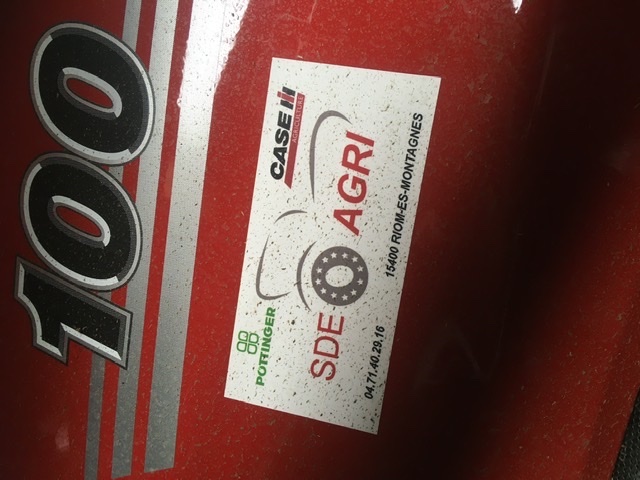 100
PÖTTINGER
CASE IH
AGRICULTURE
SDE AGRI
04.71.40.29.16
15400 RIOM-ES-MONTAGNES